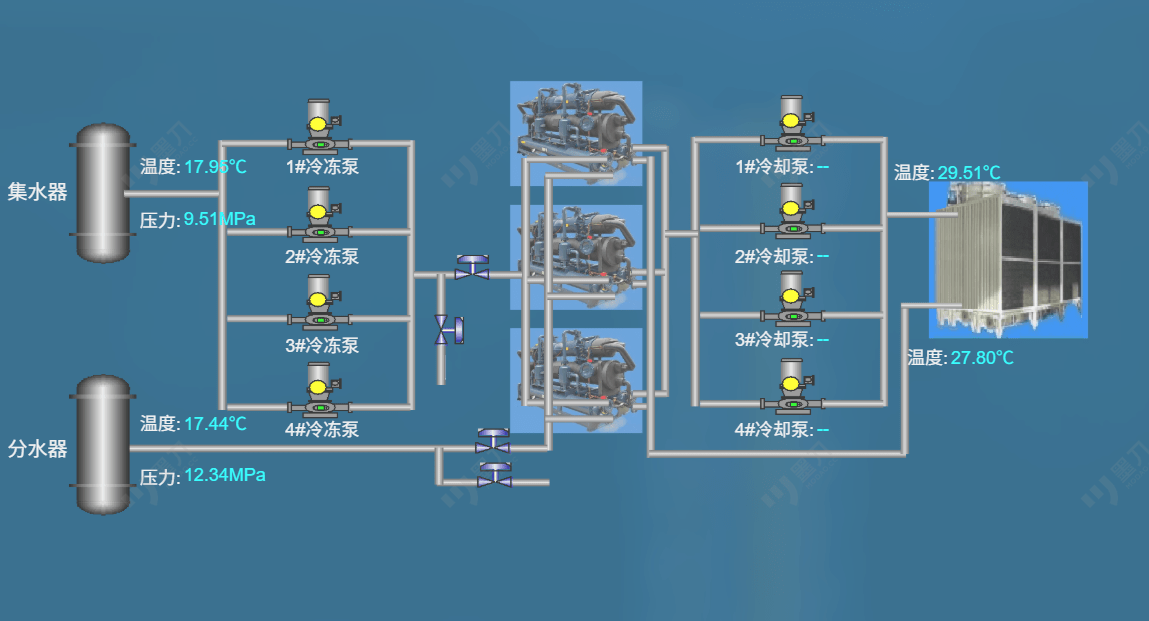 集水器
温度: 17.95℃
压力: 9.51MPa
1#冷冻泵
2#冷冻泵
3#冷冻泵
4#冷冻泵
分水器
温度: 17.44℃
压力: 12.34MPa
1#冷却泵: --
2#冷却泵: --
3#冷却泵: --
4#冷却泵: --
温度: 29.51℃
温度: 27.80℃